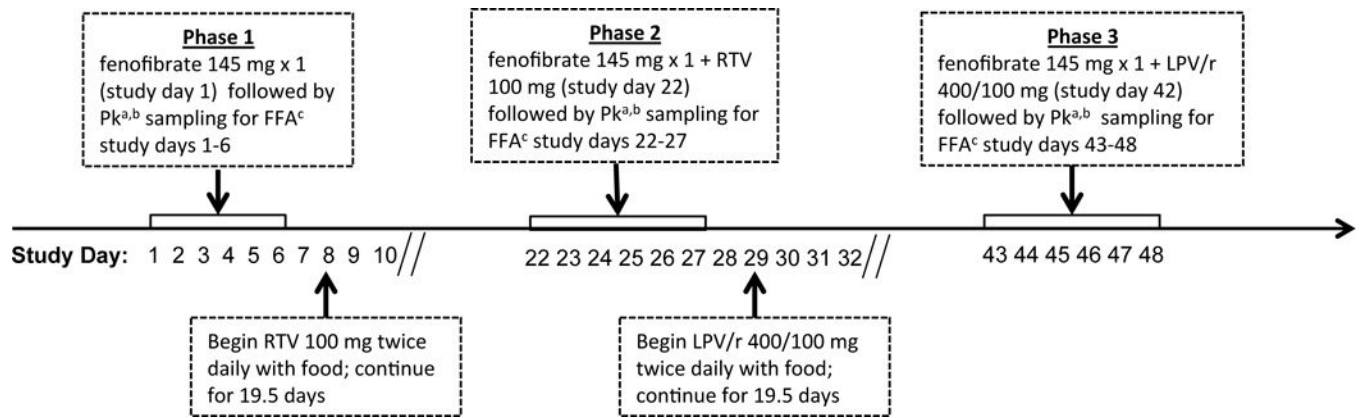 Phase 1
fenofibrate 145 mg x 1
(study day 1) followed by
Pkᵃ,ᵇ sampling for FFAᶜ
study days 1-6
Phase 2
fenofibrate 145 mg x 1 + RTV
100 mg (study day 22)
followed by Pkᵃ,ᵇ sampling for
FFAᶜ study days 22-27
Phase 3
fenofibrate 145 mg x 1 + LPV/r
400/100 mg (study day 42)
followed by Pkᵃ,ᵇ sampling for
FFAᶜ study days 43-48
Study Day: 1 2 3 4 5 6 7 8 9 10 // 22 23 24 25 26 27 28 29 30 31 32 // 43 44 45 46 47 48
Begin RTV 100 mg twice
daily with food; continue
for 19.5 days
Begin LPV/r 400/100 mg
twice daily with food;
continue for 19.5 days